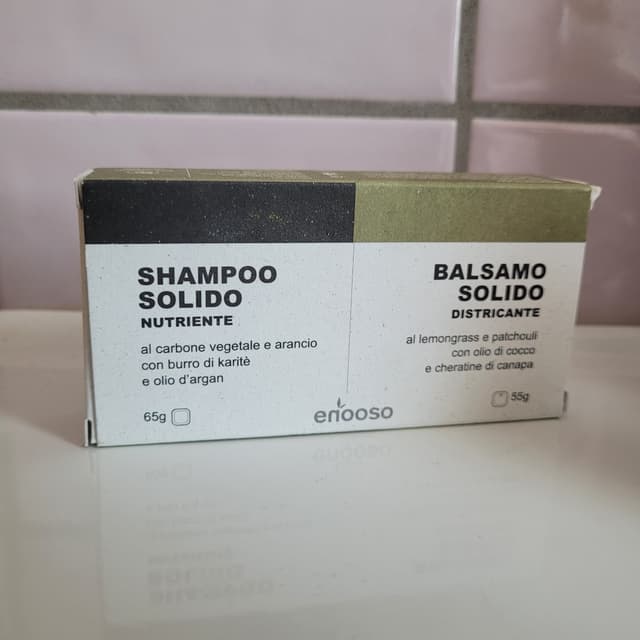 SHAMPOO
SOLIDO
NUTRIENTE
al carbone vegetale e arancio
con burro di karitè
e olio d'argan
65g
BALSAMO
SOLIDO
DISTRICANTE
al lemongrass e patchouli
con olio di cocco
e cheratine di canapa
55g
enooso